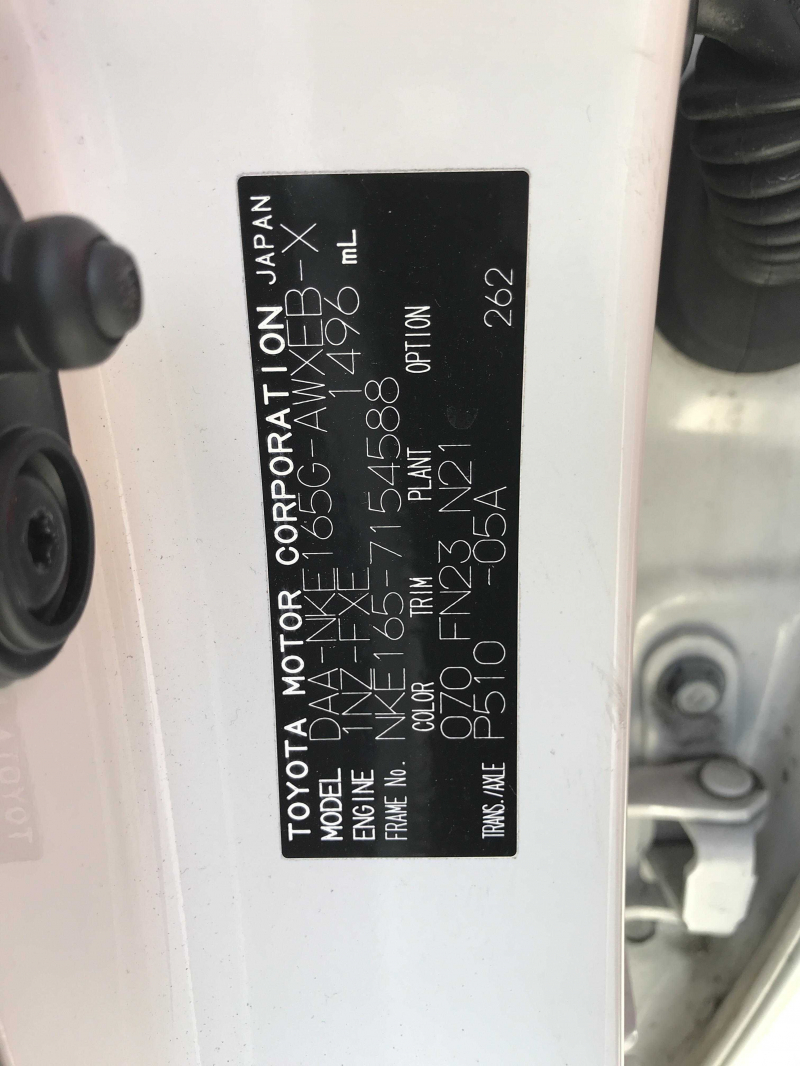 TOYOTA MOTOR CORPORATION JAPAN
MODEL DAA-NKE165G-AWXEB-X
ENGINE 1NZ-FXE 1496 mL
FRAME No. NKE165-7154588
COLOR TRIM PLANT OPTION
070 FN23 N21
TRANS./AXLE P510 -05A 262